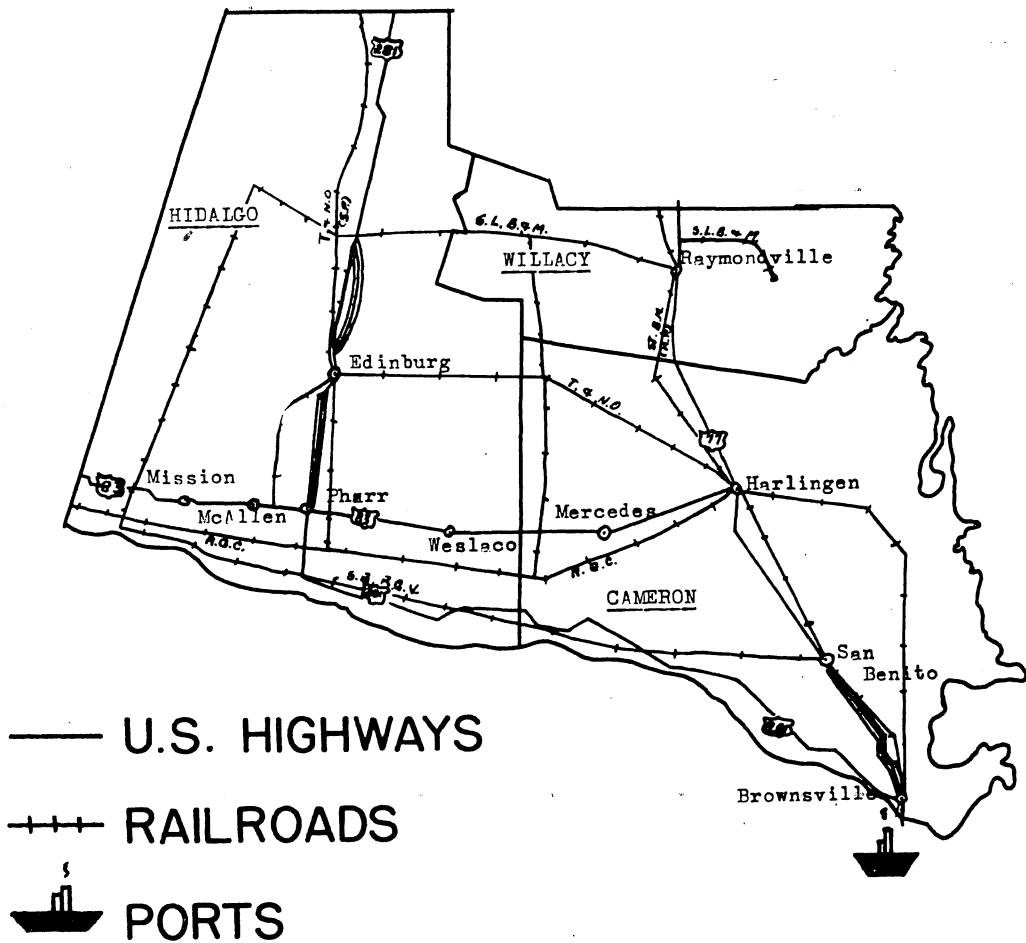 281
HIDALGO
T. & N.O
(S.P.)
S.L.B.&M.
S.L.B.&M.
WILLACY
Raymondville
Edinburg
T. & N.O.
77
Mission
83
McAllen
Pharr
83
Weslaco
Mercedes
Harlingen
R.G.C.
R.G.C.
CAMERON
San
Benito
Brownsville
U.S. HIGHWAYS
RAILROADS
PORTS